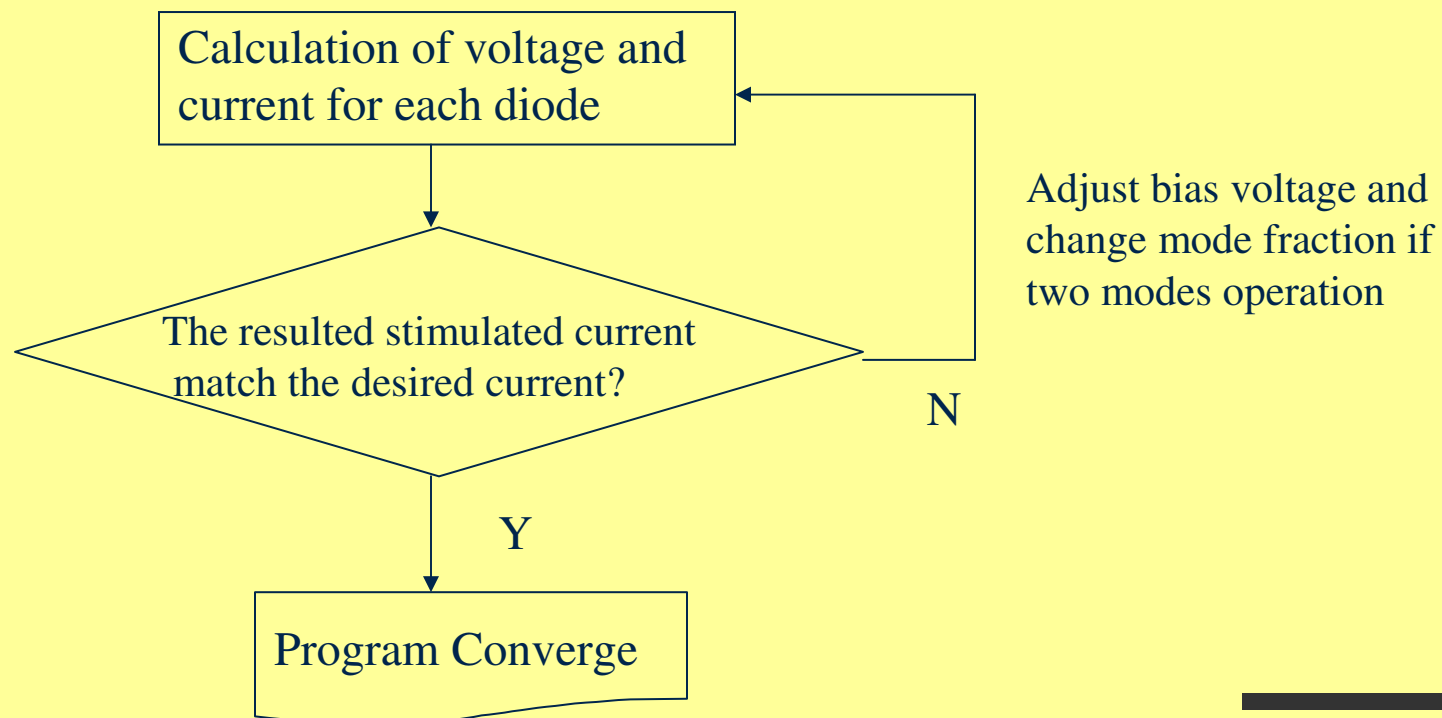 Calculation of voltage and
current for each diode
Adjust bias voltage and
change mode fraction if
two modes operation
The resulted stimulated current
match the desired current?
N
Y
Program Converge